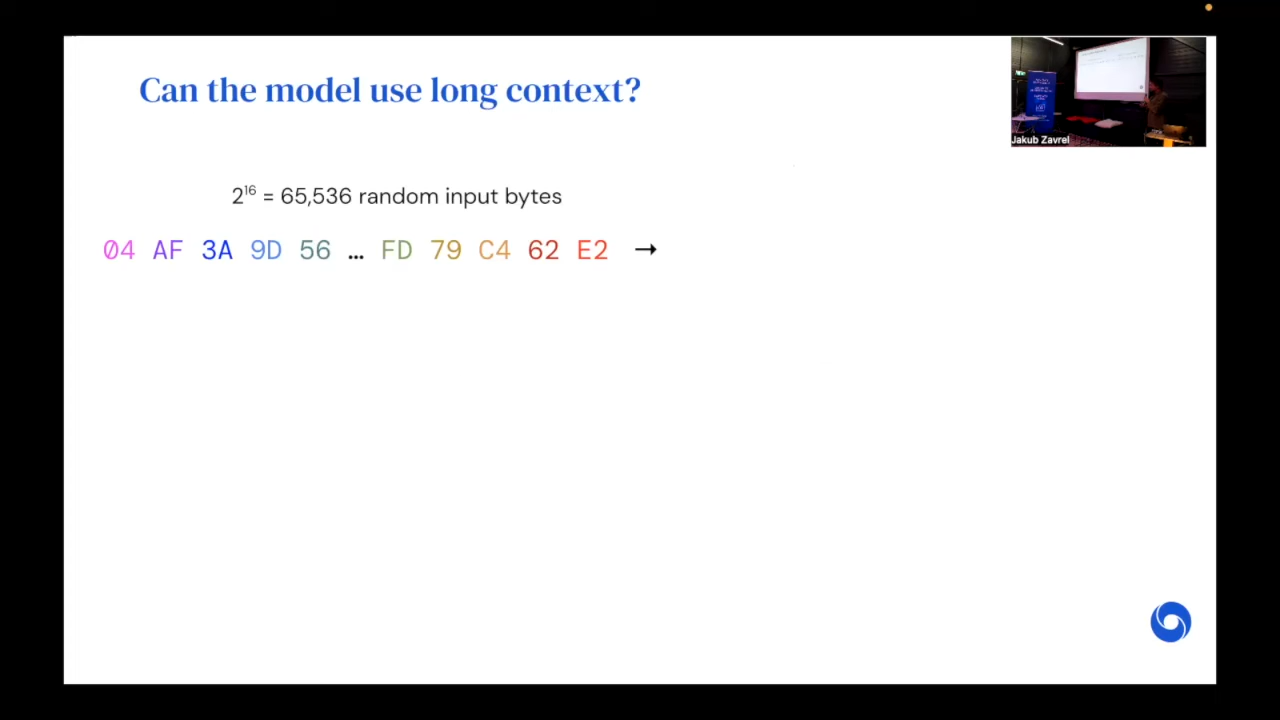 Can the model use long context?
2¹⁶ = 65,536 random input bytes
04 AF 3A 9D 56 ... FD 79 C4 62 E2 →
Jakub Zavrel